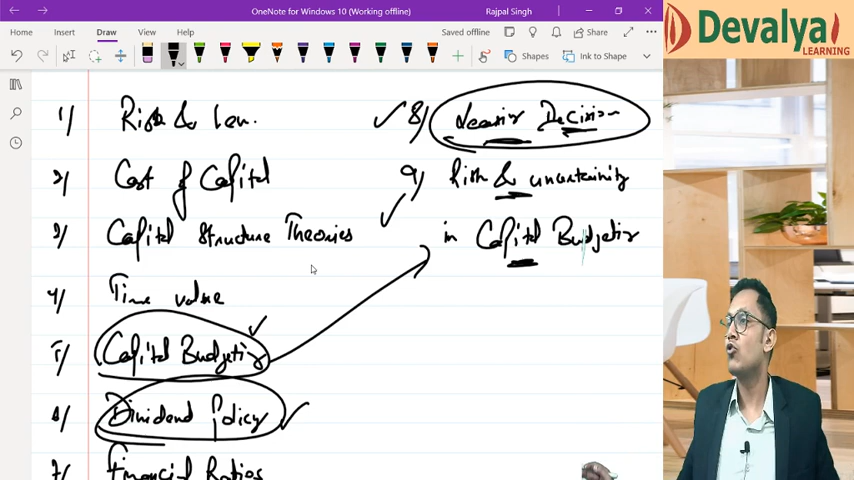 OneNote for Windows 10 (Working offline)
Rajpal Singh
Home Insert Draw View Help
Saved offline
Shapes
Ink to Shape
Devalya
LEARNING
1) Risk & Lev.
2) Cost of Capital
3) Capital Structure Theories
4) Time value
5) Capital Budgeting
6) Dividend Policy
7) Financial Ratios
8) Leasing Decision
9) Risk & uncertainity
in Capital Budgeting